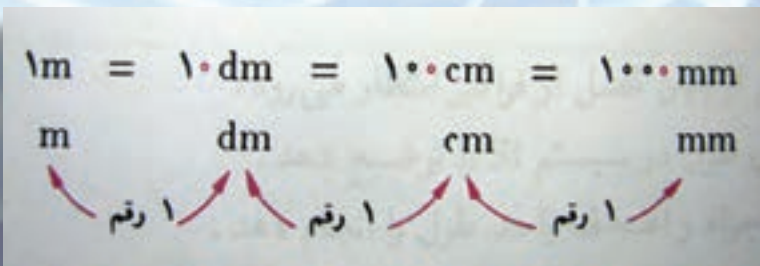 ۱m = ۱۰dm = ۱۰۰cm = ۱۰۰۰mm
m dm cm mm
۱ رقم ۱ رقم ۱ رقم